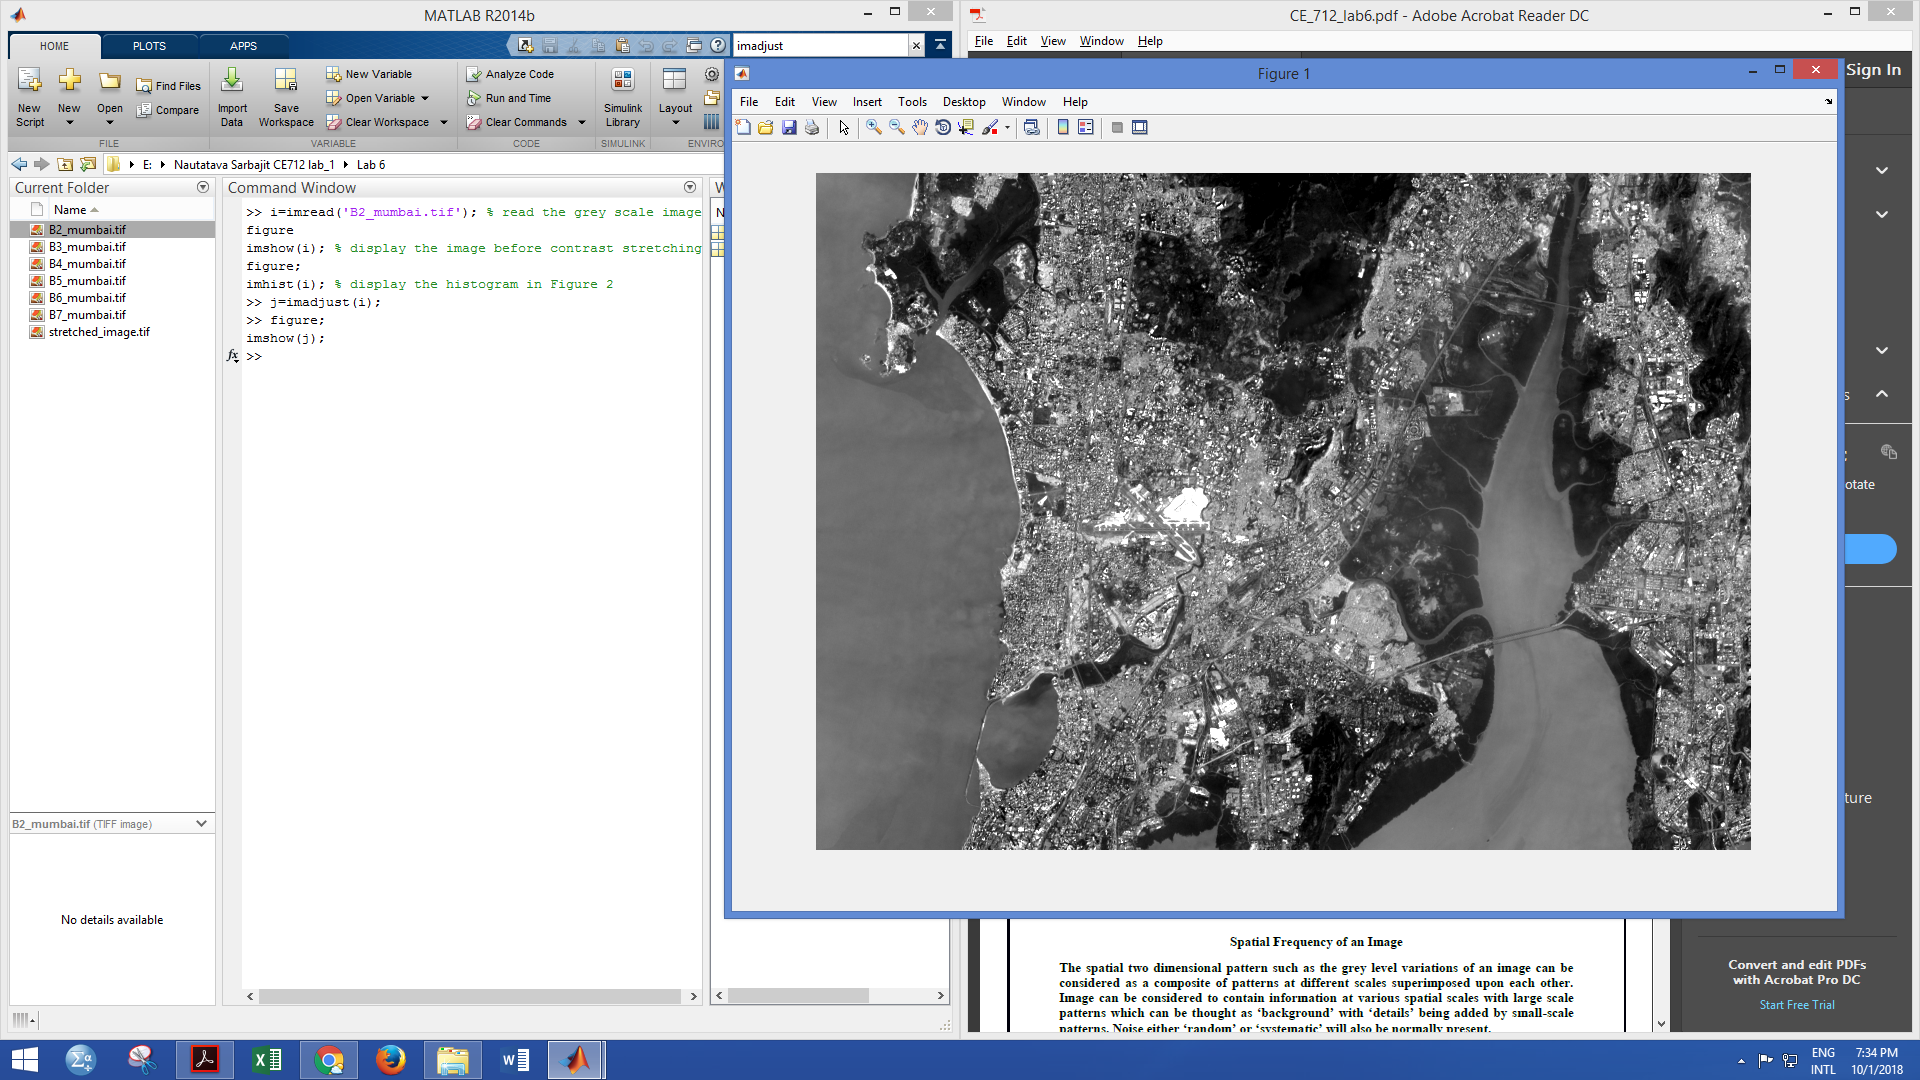 MATLAB R2014b
HOME
PLOTS
APPS
imadjust
New Script
New
Open
Find Files
Compare
FILE
Import Data
Save Workspace
New Variable
Open Variable
Clear Workspace
VARIABLE
Analyze Code
Run and Time
Clear Commands
CODE
Simulink Library
SIMULINK
Layout
ENVIRO
E:
Nautatava Sarbajit CE712 lab_1
Lab 6
Current Folder
Name
B2_mumbai.tif
B3_mumbai.tif
B4_mumbai.tif
B5_mumbai.tif
B6_mumbai.tif
B7_mumbai.tif
stretched_image.tif
B2_mumbai.tif (TIFF image)
No details available
Command Window
>> i=imread('B2_mumbai.tif'); % read the grey scale image
figure
imshow(i); % display the image before contrast stretching
figure;
imhist(i); % display the histogram in Figure 2
>> j=imadjust(i);
>> figure;
imshow(j);
fx >>
W
N
CE_712_lab6.pdf - Adobe Acrobat Reader DC
File Edit View Window Help
Sign In
Figure 1
File Edit View Insert Tools Desktop Window Help
s
otate
ture
Convert and edit PDFs
with Acrobat Pro DC
Start Free Trial
Spatial Frequency of an Image
The spatial two dimensional pattern such as the grey level variations of an image can be
considered as a composite of patterns at different scales superimposed upon each other.
Image can be considered to contain information at various spatial scales with large scale
patterns which can be thought as ‘background’ with ‘details’ being added by small-scale
patterns. Noise either ‘random’ or ‘systematic’ will also be normally present.
ENG
INTL
7:34 PM
10/1/2018